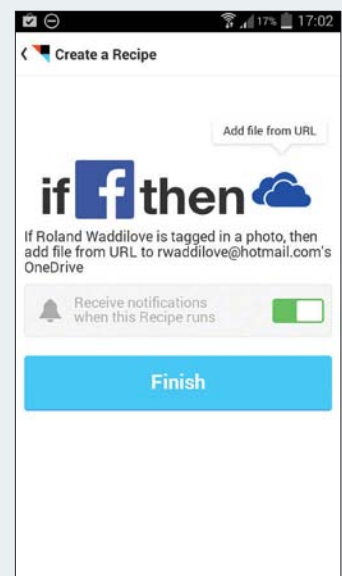 17% 17:02
Create a Recipe
Add file from URL
if f then
If Roland Waddilove is tagged in a photo, then
add file from URL to rwaddilove@hotmail.com's
OneDrive
Receive notifications
when this Recipe runs
Finish